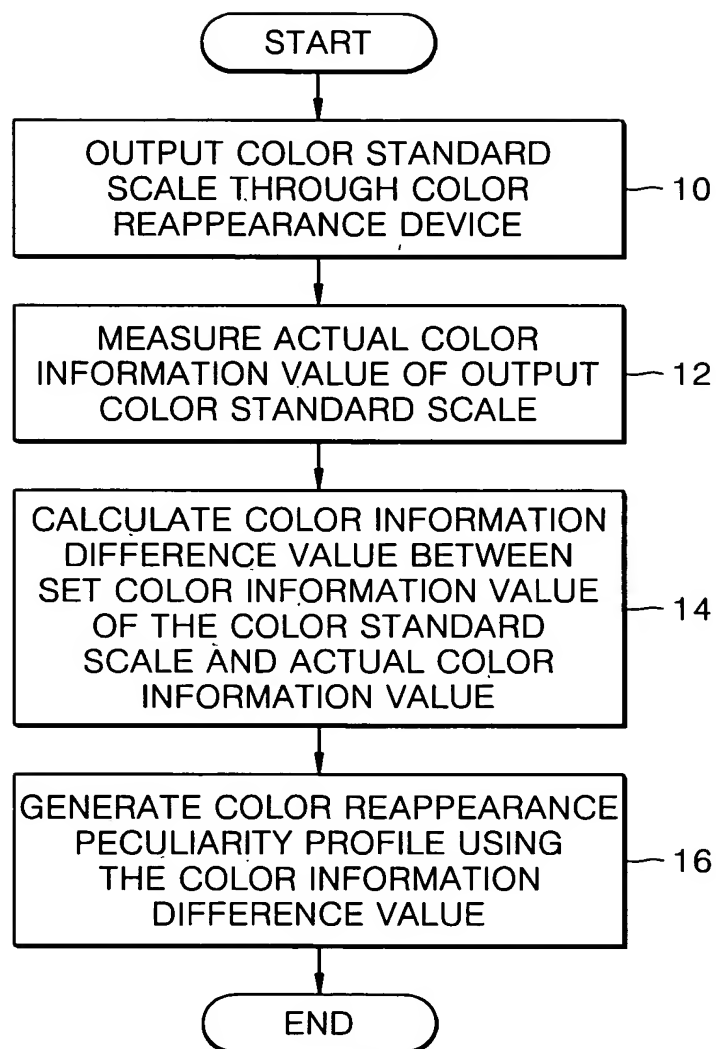 START
OUTPUT COLOR STANDARD
SCALE THROUGH COLOR
REAPPEARANCE DEVICE
10
MEASURE ACTUAL COLOR
INFORMATION VALUE OF OUTPUT
COLOR STANDARD SCALE
12
CALCULATE COLOR INFORMATION
DIFFERENCE VALUE BETWEEN
SET COLOR INFORMATION VALUE
OF THE COLOR STANDARD
SCALE AND ACTUAL COLOR
INFORMATION VALUE
14
GENERATE COLOR REAPPEARANCE
PECULIARITY PROFILE USING
THE COLOR INFORMATION
DIFFERENCE VALUE
16
END